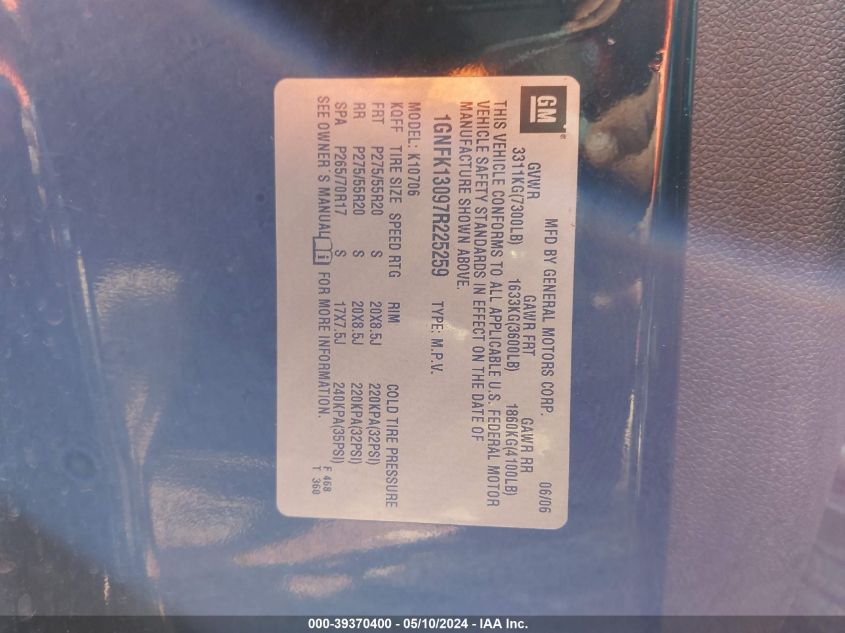 GM
MFD BY GENERAL MOTORS CORP. 06/06
GVWR GAWR FRT GAWR RR
3311KG(7300LB) 1633KG(3600LB) 1860KG(4100LB)
THIS VEHICLE CONFORMS TO ALL APPLICABLE U.S. FEDERAL MOTOR
VEHICLE SAFETY STANDARDS IN EFFECT ON THE DATE OF
MANUFACTURE SHOWN ABOVE.
1GNFK13097R225259 TYPE: M.P.V.
MODEL: K10706
KQFF TIRE SIZE SPEED RTG RIM COLD TIRE PRESSURE
FRT P275/55R20 S 20X8.5J 220KPA(32PSI)
RR P275/55R20 S 20X8.5J 220KPA(32PSI)
SPA P265/70R17 S 17X7.5J 240KPA(35PSI)
SEE OWNER'S MANUAL FOR MORE INFORMATION.
F 468
T 360
000-39370400 - 05/10/2024 - IAA Inc.